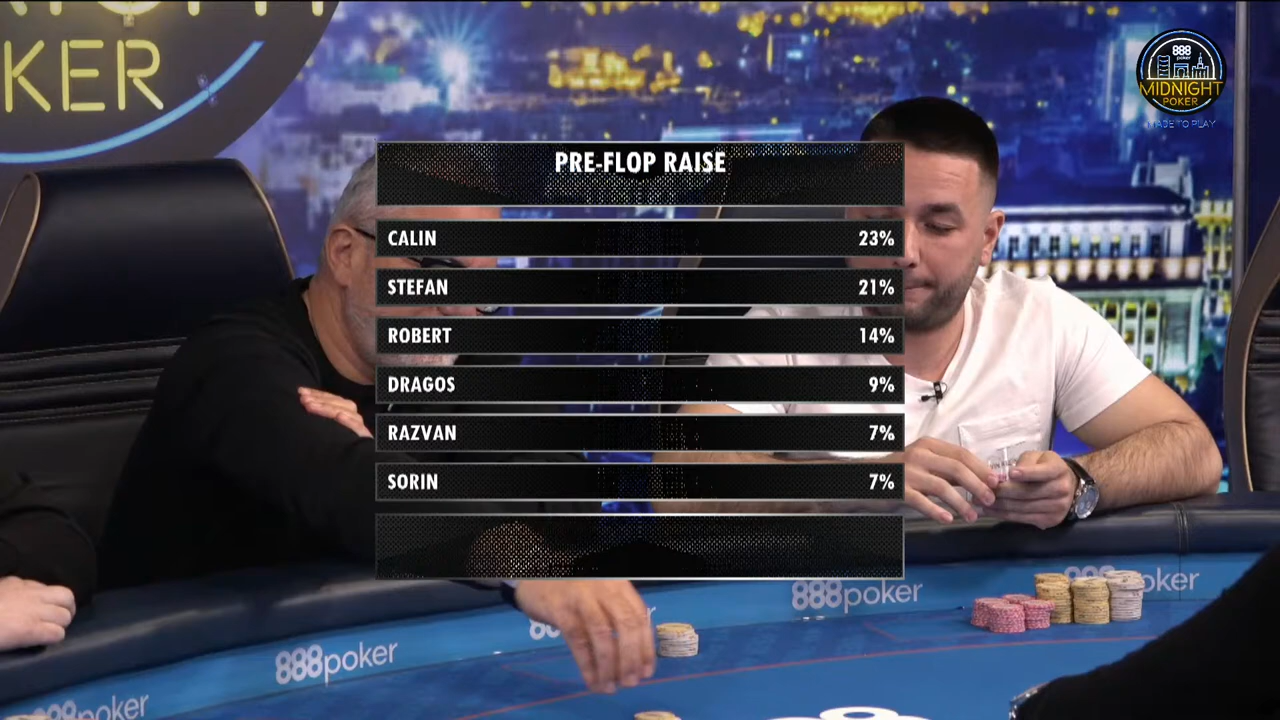 KER
888
poker
MIDNIGHT
POKER
MADE TO PLAY
PRE-FLOP RAISE
CALIN 23%
STEFAN 21%
ROBERT 14%
DRAGOS 9%
RAZVAN 7%
SORIN 7%
888poker
888poker
888poker
888poker